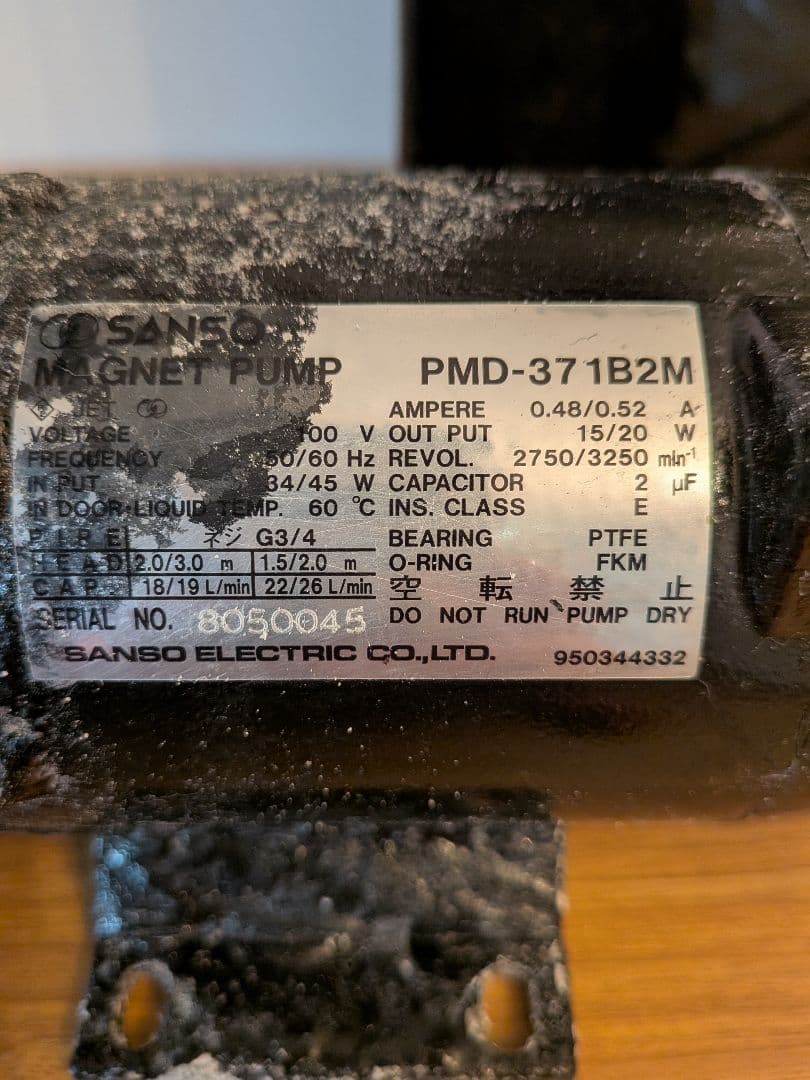 SANSO
MAGNET PUMP PMD-371B2M
JET
AMPERE 0.48/0.52 A
VOLTAGE 100 V OUT PUT 15/20 W
FREQUENCY 50/60 Hz REVOL. 2750/3250 min-1
IN PUT 34/45 W CAPACITOR 2 μF
IN DOOR·LIQUID TEMP. 60 °C INS. CLASS E
PIPE ネジ G3/4 BEARING PTFE
HEAD 2.0/3.0 m 1.5/2.0 m O-RING FKM
CAP. 18/19 L/min 22/26 L/min 空転禁止
SERIAL NO. 8050045 DO NOT RUN PUMP DRY
SANSO ELECTRIC CO.,LTD. 950344332